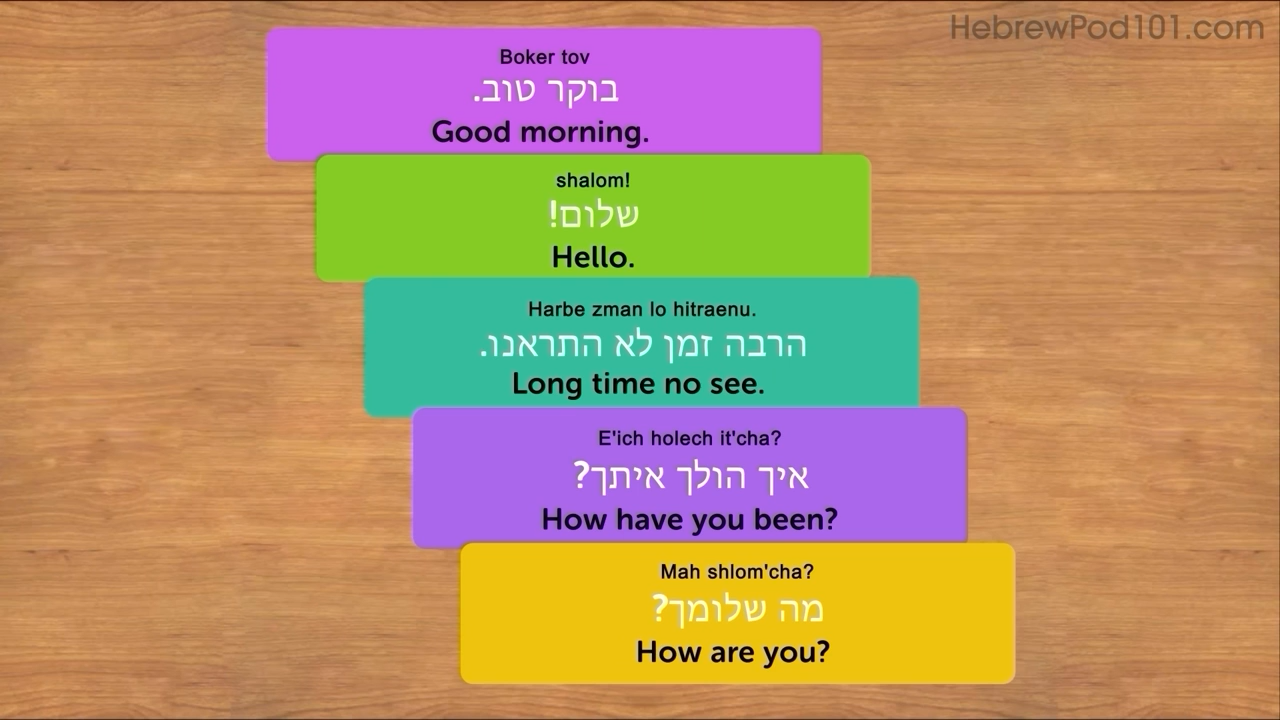 HebrewPod101.com
Boker tov
בוקר טוב.
Good morning.
shalom!
שלום!
Hello.
Harbe zman lo hitraenu.
הרבה זמן לא התראנו.
Long time no see.
E'ich holech it'cha?
איך הולך איתך?
How have you been?
Mah shlom'cha?
מה שלומך?
How are you?